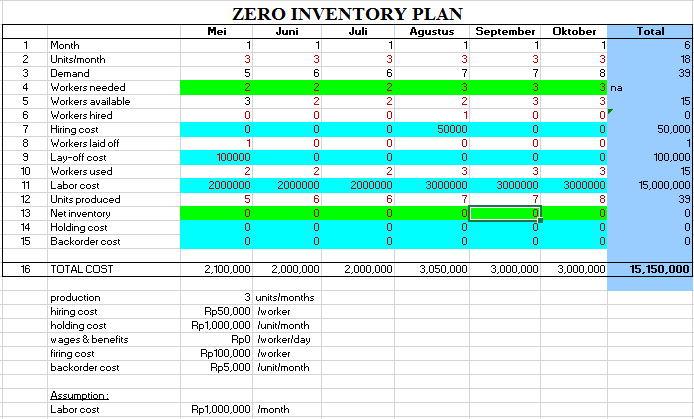 ZERO INVENTORY PLAN
Mei Juni Juli Agustus September Oktober Total
1 Month 1 1 1 1 1 1 6
2 Units/month 3 3 3 3 3 3 18
3 Demand 5 6 6 7 7 8 39
4 Workers needed 2 2 2 3 3 3 na
5 Workers available 3 2 2 2 3 3 15
6 Workers hired 0 0 0 1 0 0 0
7 Hiring cost 0 0 0 50000 0 0 50,000
8 Workers laid off 1 0 0 0 0 0 1
9 Lay-off cost 100000 0 0 0 0 0 100,000
10 Workers used 2 2 2 3 3 3 15
11 Labor cost 2000000 2000000 2000000 3000000 3000000 3000000 15,000,000
12 Units produced 5 6 6 7 7 8 39
13 Net inventory 0 0 0 0 0 0 0
14 Holding cost 0 0 0 0 0 0 0
15 Backorder cost 0 0 0 0 0 0 0
16 TOTAL COST 2,100,000 2,000,000 2,000,000 3,050,000 3,000,000 3,000,000 15,150,000
production 3 units/months
hiring cost Rp50,000 /worker
holding cost Rp1,000,000 /unit/month
wages & benefits Rp0 /worker/day
firing cost Rp100,000 /worker
backorder cost Rp5,000 /unit/month
Assumption :
Labor cost Rp1,000,000 /month